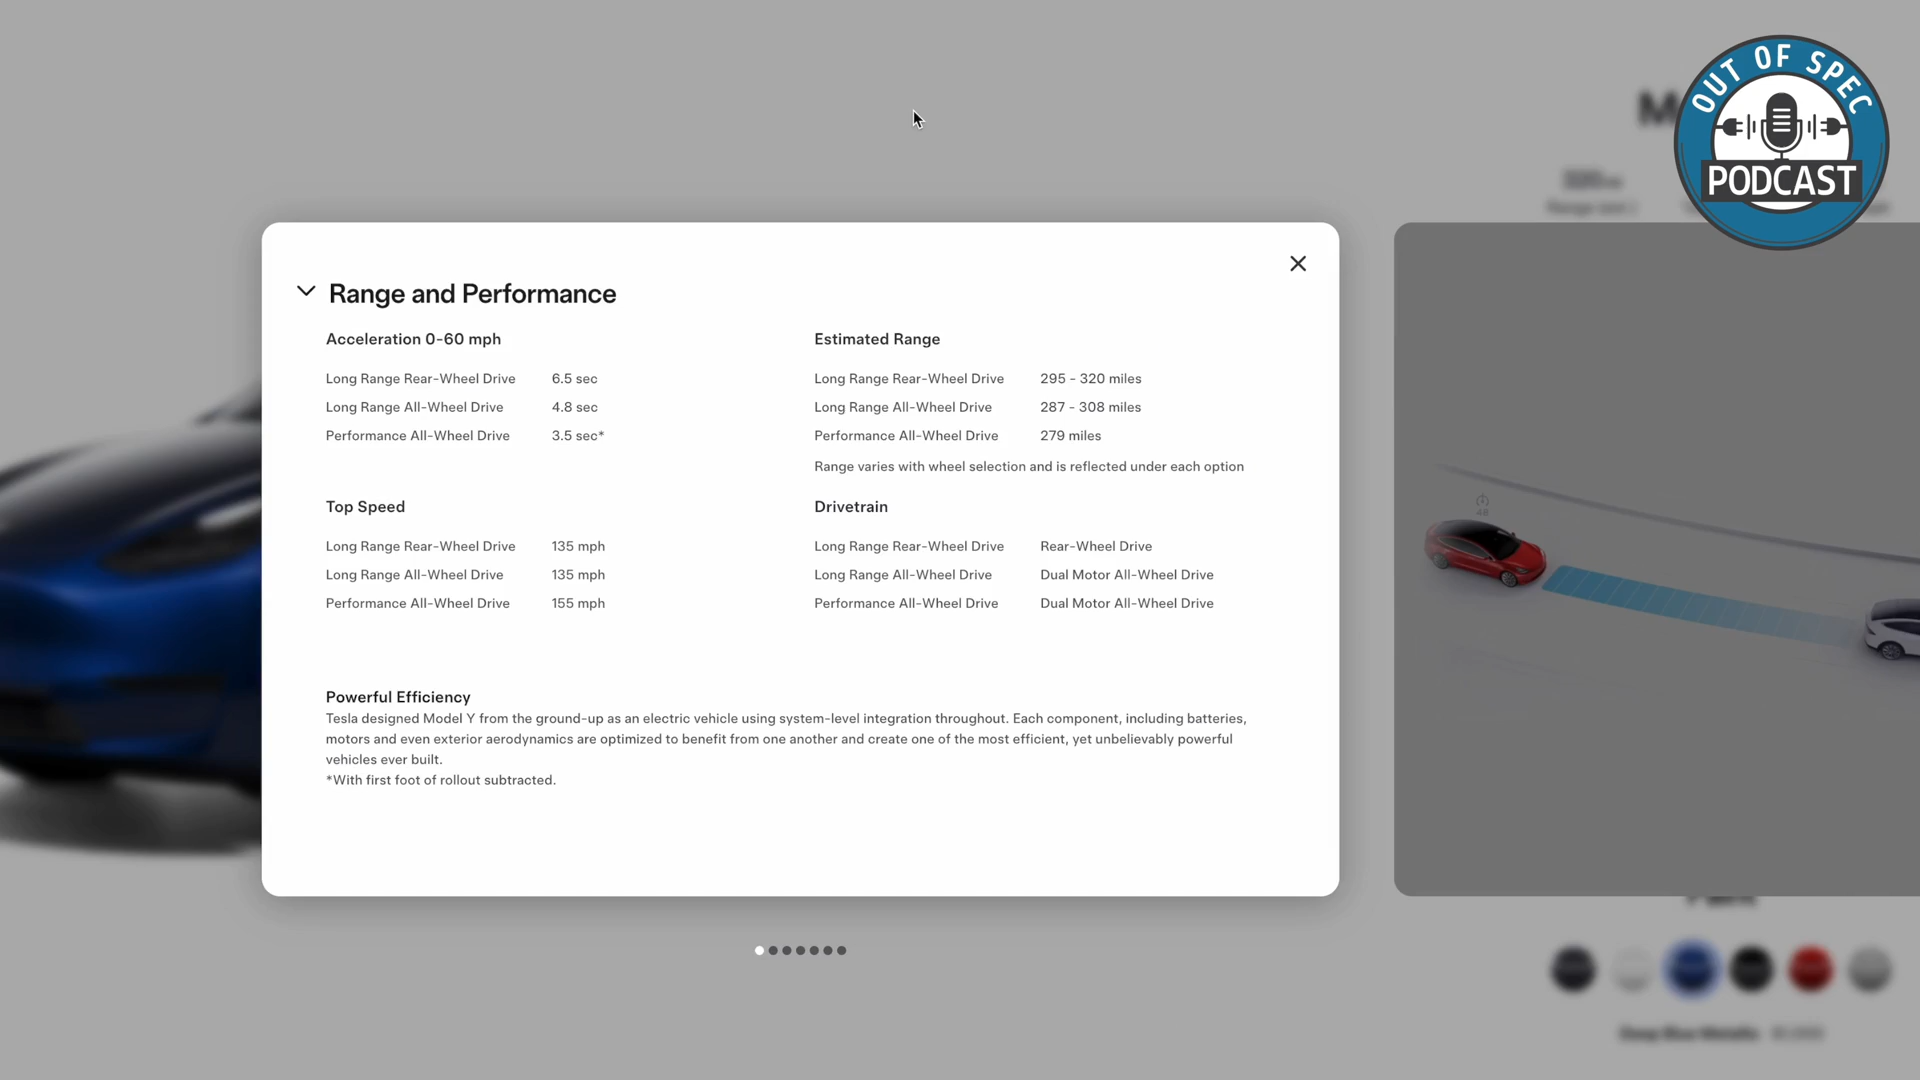 OUT OF SPEC
PODCAST
Range and Performance
Acceleration 0-60 mph
Long Range Rear-Wheel Drive 6.5 sec
Long Range All-Wheel Drive 4.8 sec
Performance All-Wheel Drive 3.5 sec*
Estimated Range
Long Range Rear-Wheel Drive 295 - 320 miles
Long Range All-Wheel Drive 287 - 308 miles
Performance All-Wheel Drive 279 miles
Range varies with wheel selection and is reflected under each option
Top Speed
Long Range Rear-Wheel Drive 135 mph
Long Range All-Wheel Drive 135 mph
Performance All-Wheel Drive 155 mph
Drivetrain
Long Range Rear-Wheel Drive Rear-Wheel Drive
Long Range All-Wheel Drive Dual Motor All-Wheel Drive
Performance All-Wheel Drive Dual Motor All-Wheel Drive
Powerful Efficiency
Tesla designed Model Y from the ground-up as an electric vehicle using system-level integration throughout. Each component, including batteries,
motors and even exterior aerodynamics are optimized to benefit from one another and create one of the most efficient, yet unbelievably powerful
vehicles ever built.
*With first foot of rollout subtracted.
Deep Blue Metallic